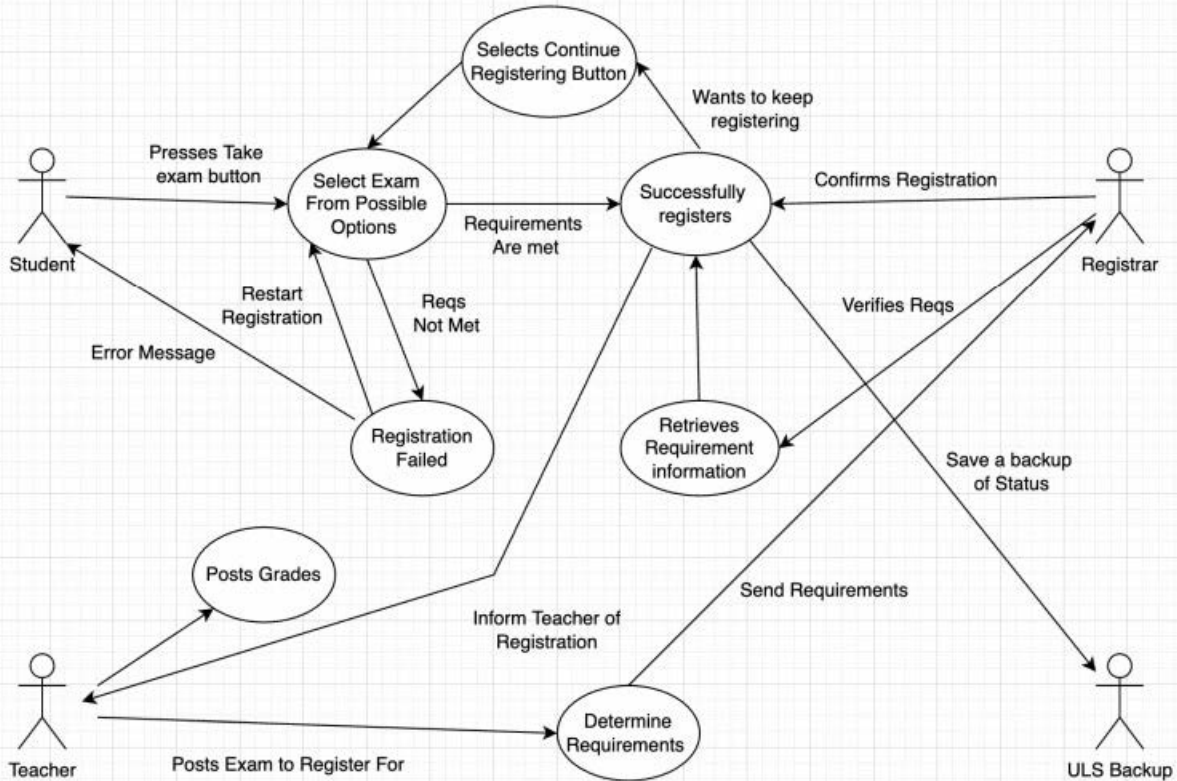 Selects Continue
Registering Button
Wants to keep
registering
Presses Take
exam button
Select Exam
From Possible
Options
Requirements
Are met
Successfully
registers
Confirms Registration
Student
Registrar
Restart
Registration
Reqs
Not Met
Verifies Reqs
Error Message
Registration
Failed
Retrieves
Requirement
information
Save a backup
of Status
Posts Grades
Send Requirements
Inform Teacher of
Registration
Determine
Requirements
Teacher
Posts Exam to Register For
ULS Backup